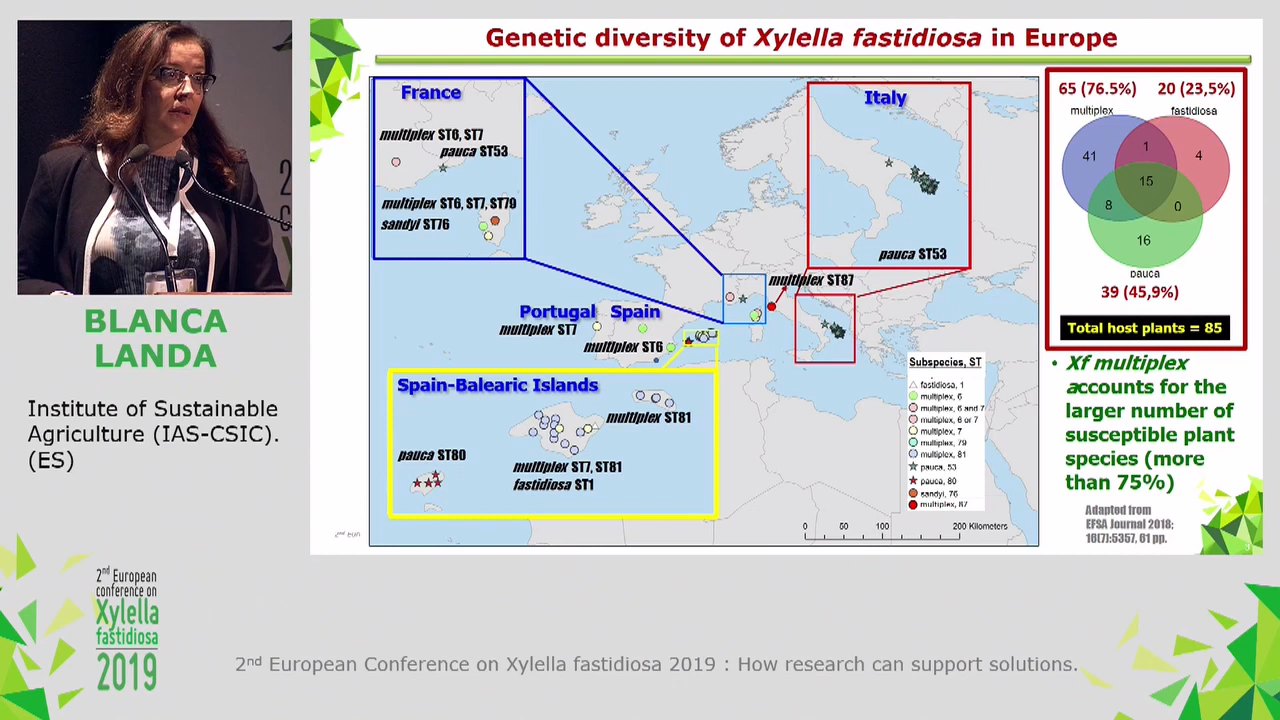 Genetic diversity of Xylella fastidiosa in Europe
France
multiplex ST6, ST7
pauca ST53
multiplex ST6, ST7, ST79
sandyi ST76
Italy
pauca ST53
multiplex ST87
Portugal
Spain
multiplex ST7
multiplex ST6
Spain-Balearic Islands
multiplex ST81
pauca ST80
multiplex ST7, ST81
fastidiosa ST1
Subspecies, ST
fastidiosa, 1
multiplex, 6
multiplex, 6 and 7
multiplex, 6 or 7
multiplex, 7
multiplex, 79
multiplex, 81
pauca, 53
pauca, 80
sandyi, 76
multiplex, 87
0 50 100 200 Kilometers
65 (76.5%) 20 (23,5%)
multiplex fastidiosa
41 1 4
15
8 0
16
pauca
39 (45,9%)
Total host plants = 85
• Xf multiplex
accounts for the
larger number of
susceptible plant
species (more
than 75%)
Adapted from
EFSA Journal 2018;
16(7):5357, 61 pp.
BLANCA
LANDA
Institute of Sustainable
Agriculture (IAS-CSIC).
(ES)
2nd European
conference on
Xylella
fastidiosa
2019
2nd European Conference on Xylella fastidiosa 2019 : How research can support solutions.